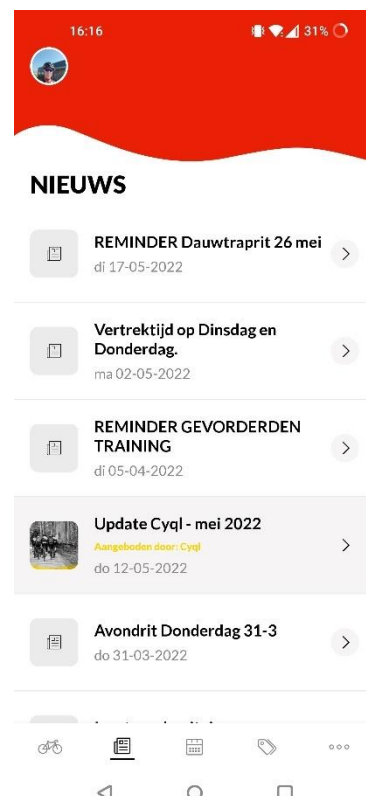 16:16
31%
NIEUWS
REMINDER Dauwtraprit 26 mei
di 17-05-2022
Vertrektijd op Dinsdag en
Donderdag.
ma 02-05-2022
REMINDER GEVORDERDEN
TRAINING
di 05-04-2022
Update Cyql - mei 2022
Aangeboden door: Cyql
do 12-05-2022
Avondrit Donderdag 31-3
do 31-03-2022